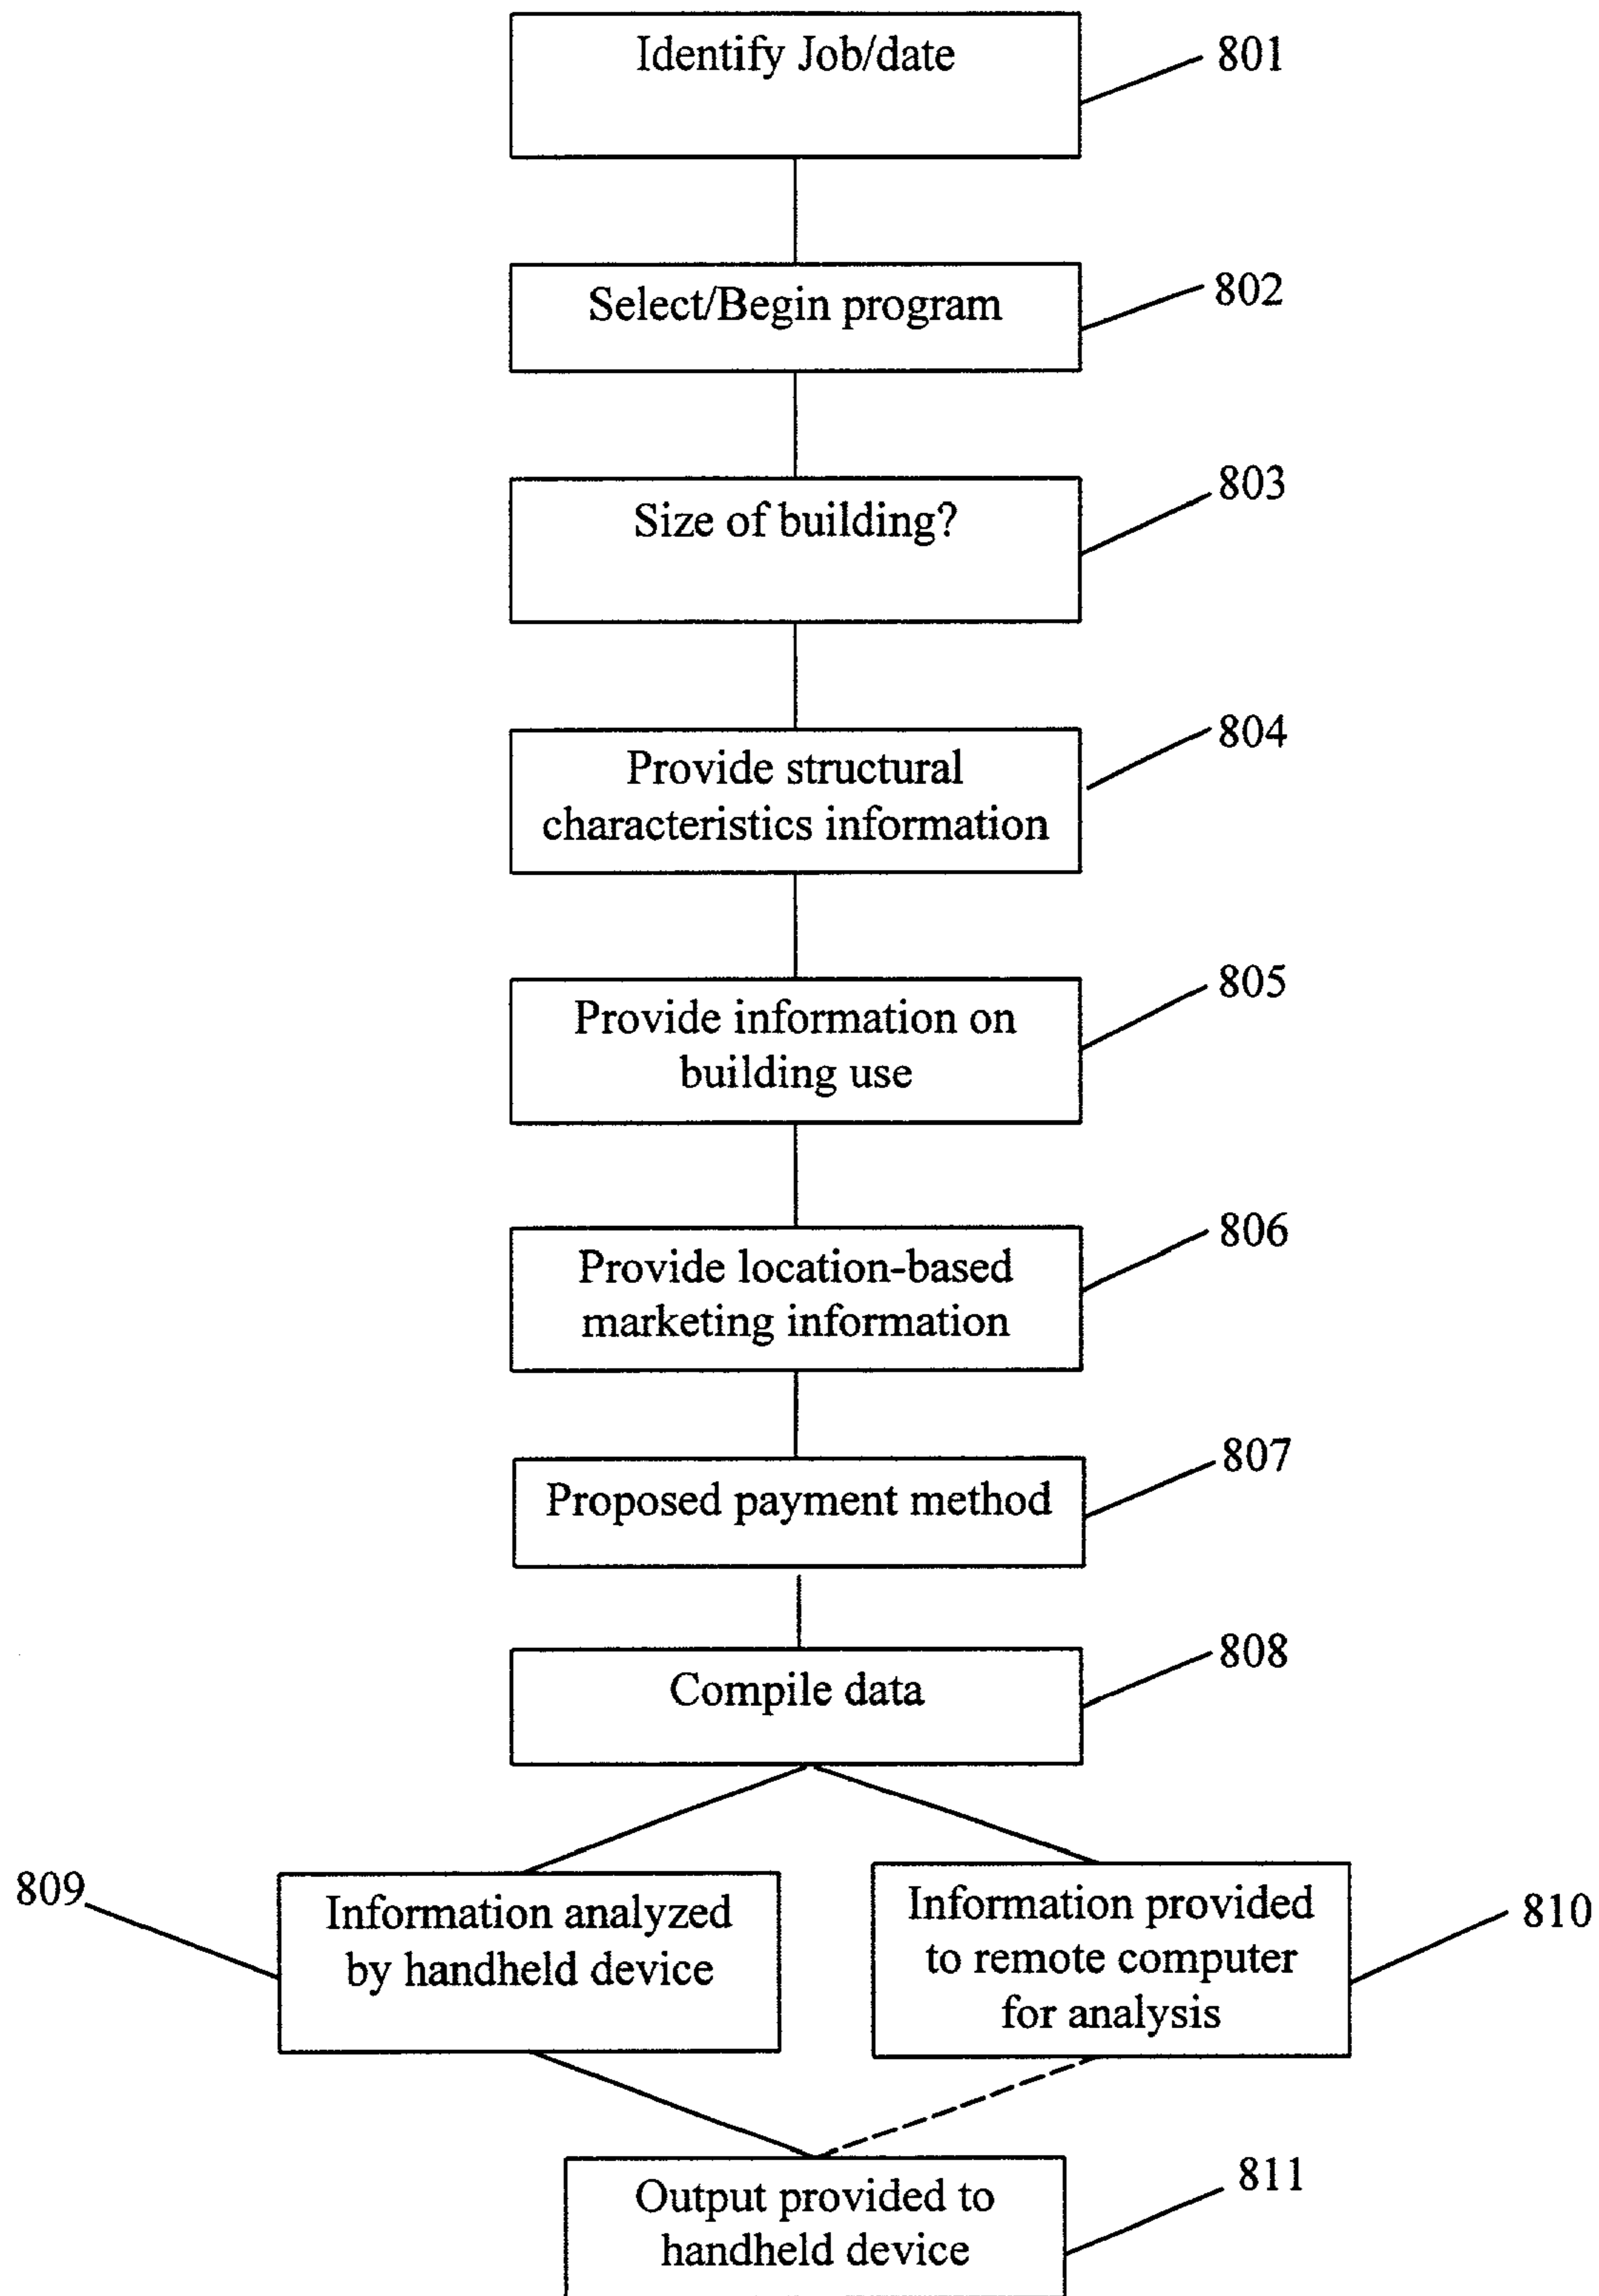 Identify Job/date
801
Select/Begin program
802
Size of building?
803
Provide structural
characteristics information
804
Provide information on
building use
805
Provide location-based
marketing information
806
Proposed payment method
807
Compile data
808
809
Information analyzed
by handheld device
Information provided
to remote computer
for analysis
810
Output provided to
handheld device
811